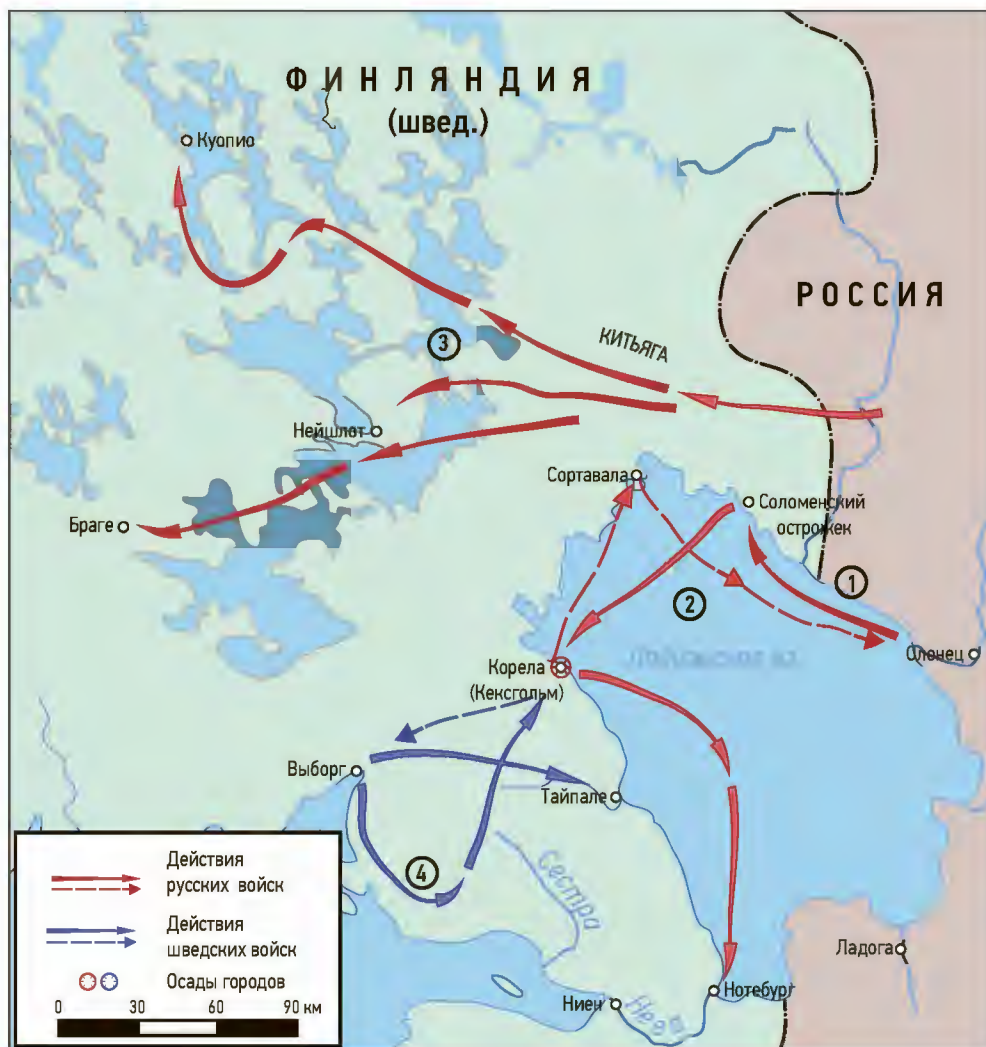 ФИНЛЯНДИЯ
(швед.)
Куопио
РОССИЯ
КИТЬЯГА
3
Нейшлот
Сортавала
Соломенский
острожек
Браге
1
2
Олонец
Корела
(Кексгольм)
Выборг
Тайпале
4
Сестра
Действия
русских войск
Действия
шведских войск
Осады городов
0 30 60 90 км
Ладога
Ниен
Нева
Нотебург